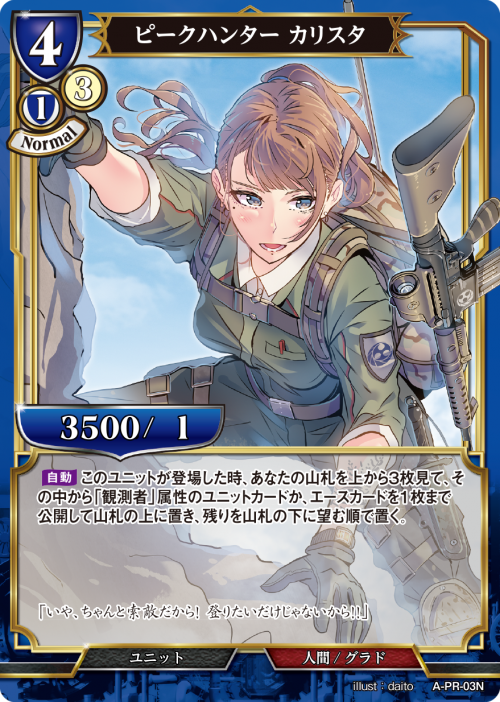 4
ピークハンター カリスタ
3
1
Normal
3500/ 1
自動 このユニットが登場した時、あなたの山札を上から3枚見て、そ
の中から「観測者」属性のユニットカードか、エースカードを1枚まで
公開して山札の上に置き、残りを山札の下に望む順で置く。
「いや、ちゃんと索敵だから! 登りたいだけじゃないから!!」
ユニット
人間 / グラド
illust : daito A-PR-03N